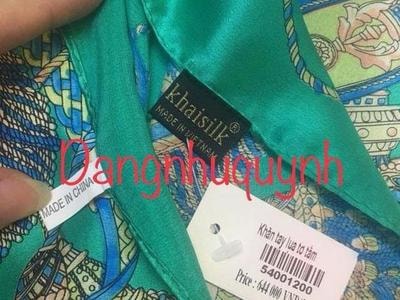 khaisilk®
MADE IN VIETNAM
Dangnhuquynh
MADE IN CHINA
Khăn tay lụa tơ tằm
54001200
Price : 644 000 VND